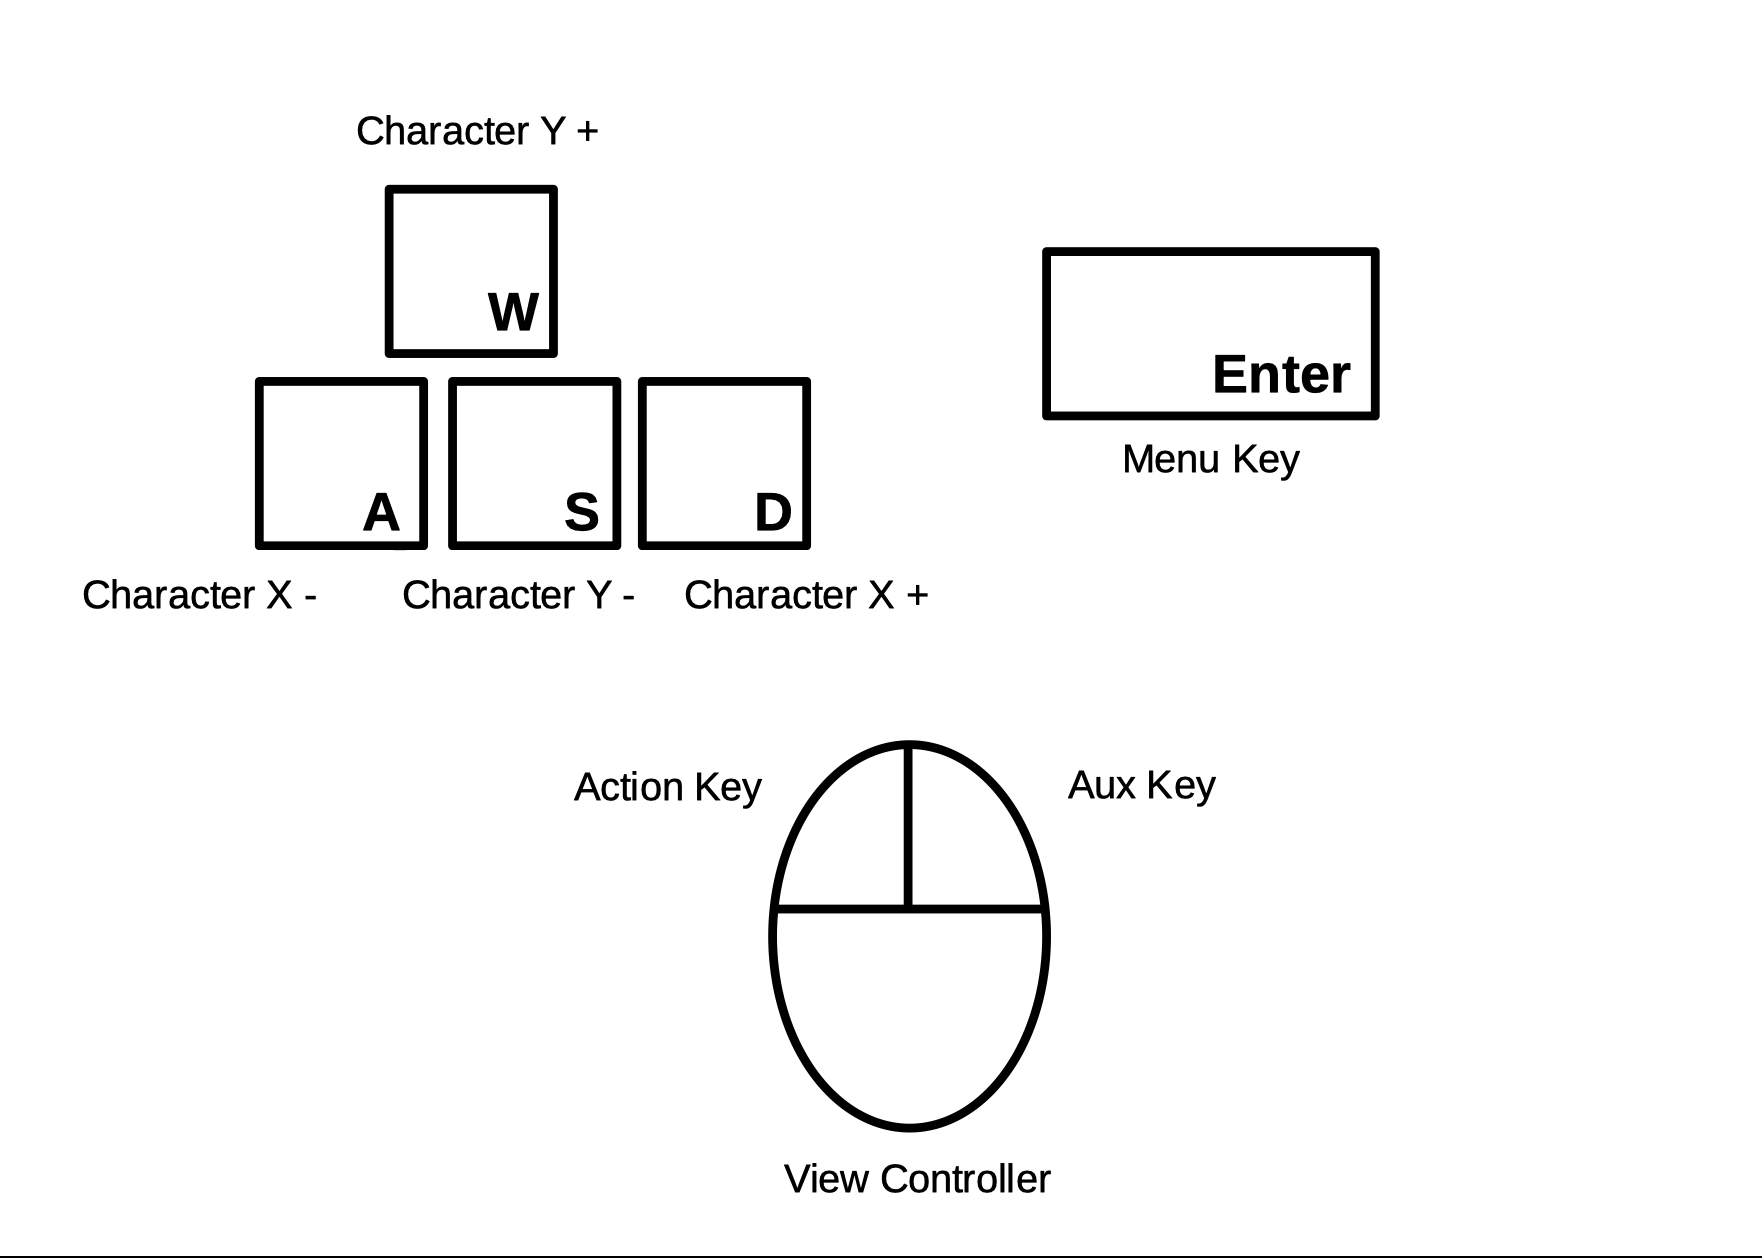 Character Y +
W
Enter
Menu Key
A
S
D
Character X -
Character Y -
Character X +
Action Key
Aux Key
View Controller